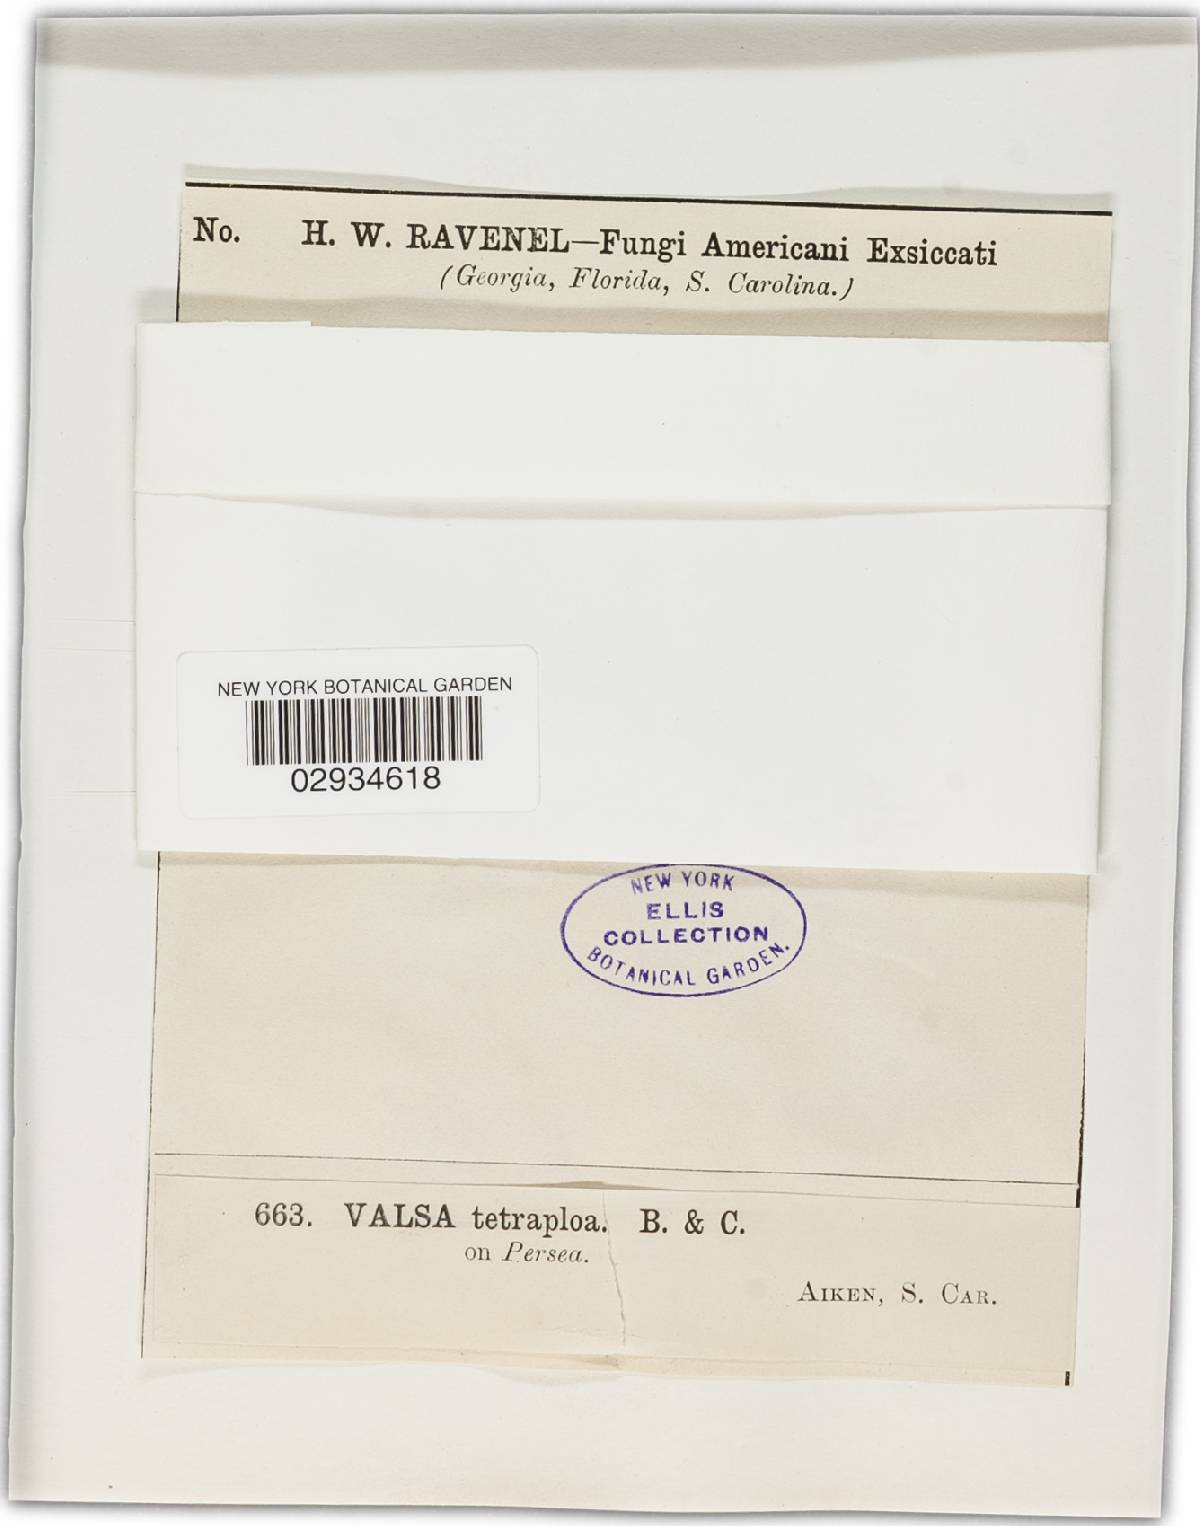 No. H. W. RAVENEL—Fungi Americani Exsiccati
(Georgia, Florida, S. Carolina.)
NEW YORK BOTANICAL GARDEN
02934618
NEW YORK
ELLIS
COLLECTION
BOTANICAL GARDEN.
663. VALSA tetraploa. B. & C.
on Persea.
AIKEN, S. CAR.